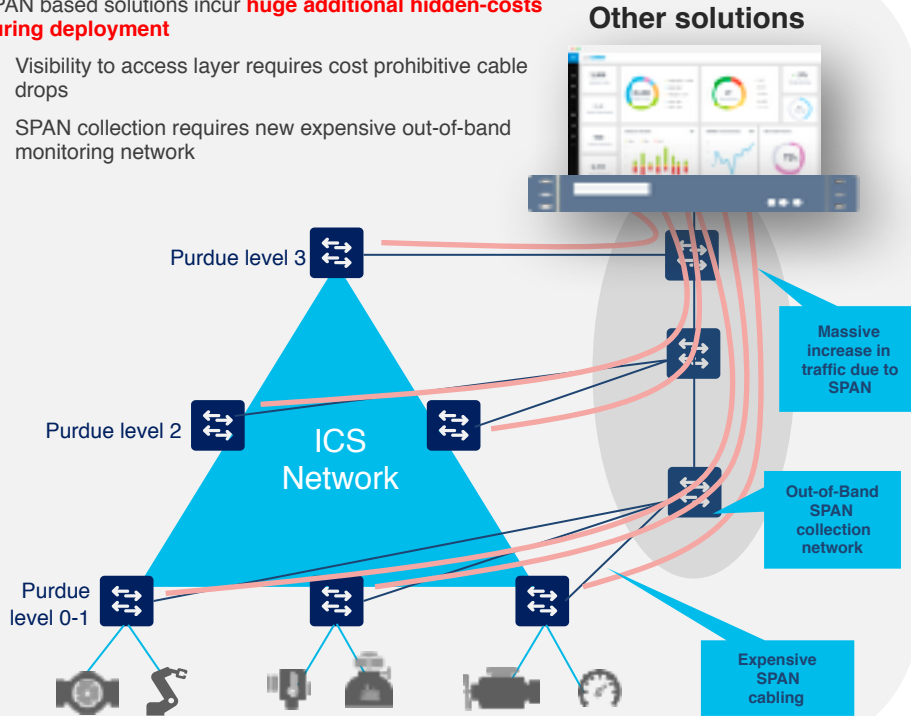 PAN based solutions incur huge additional hidden-costs
uring deployment
Visibility to access layer requires cost prohibitive cable
drops
SPAN collection requires new expensive out-of-band
monitoring network
Other solutions
Purdue level 3
Massive
increase in
traffic due to
SPAN
Purdue level 2
ICS
Network
Out-of-Band
SPAN
collection
network
Purdue
level 0-1
Expensive
SPAN
cabling